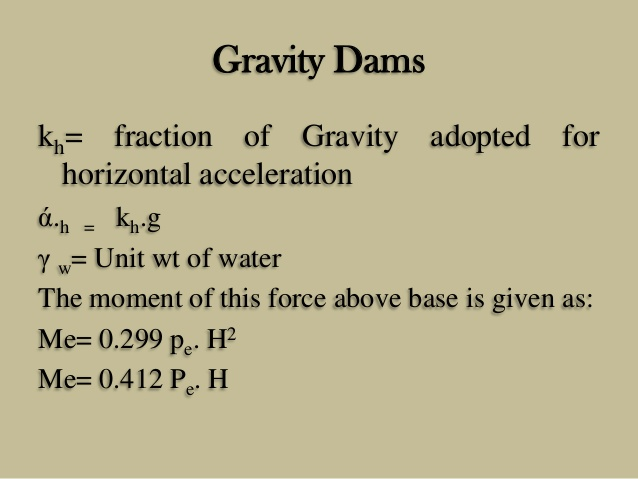 Gravity Dams
kₕ= fraction of Gravity adopted for
horizontal acceleration
ά.ₕ = kₕ.g
γ w= Unit wt of water
The moment of this force above base is given as:
Me= 0.299 pₑ. H²
Me= 0.412 Pₑ. H